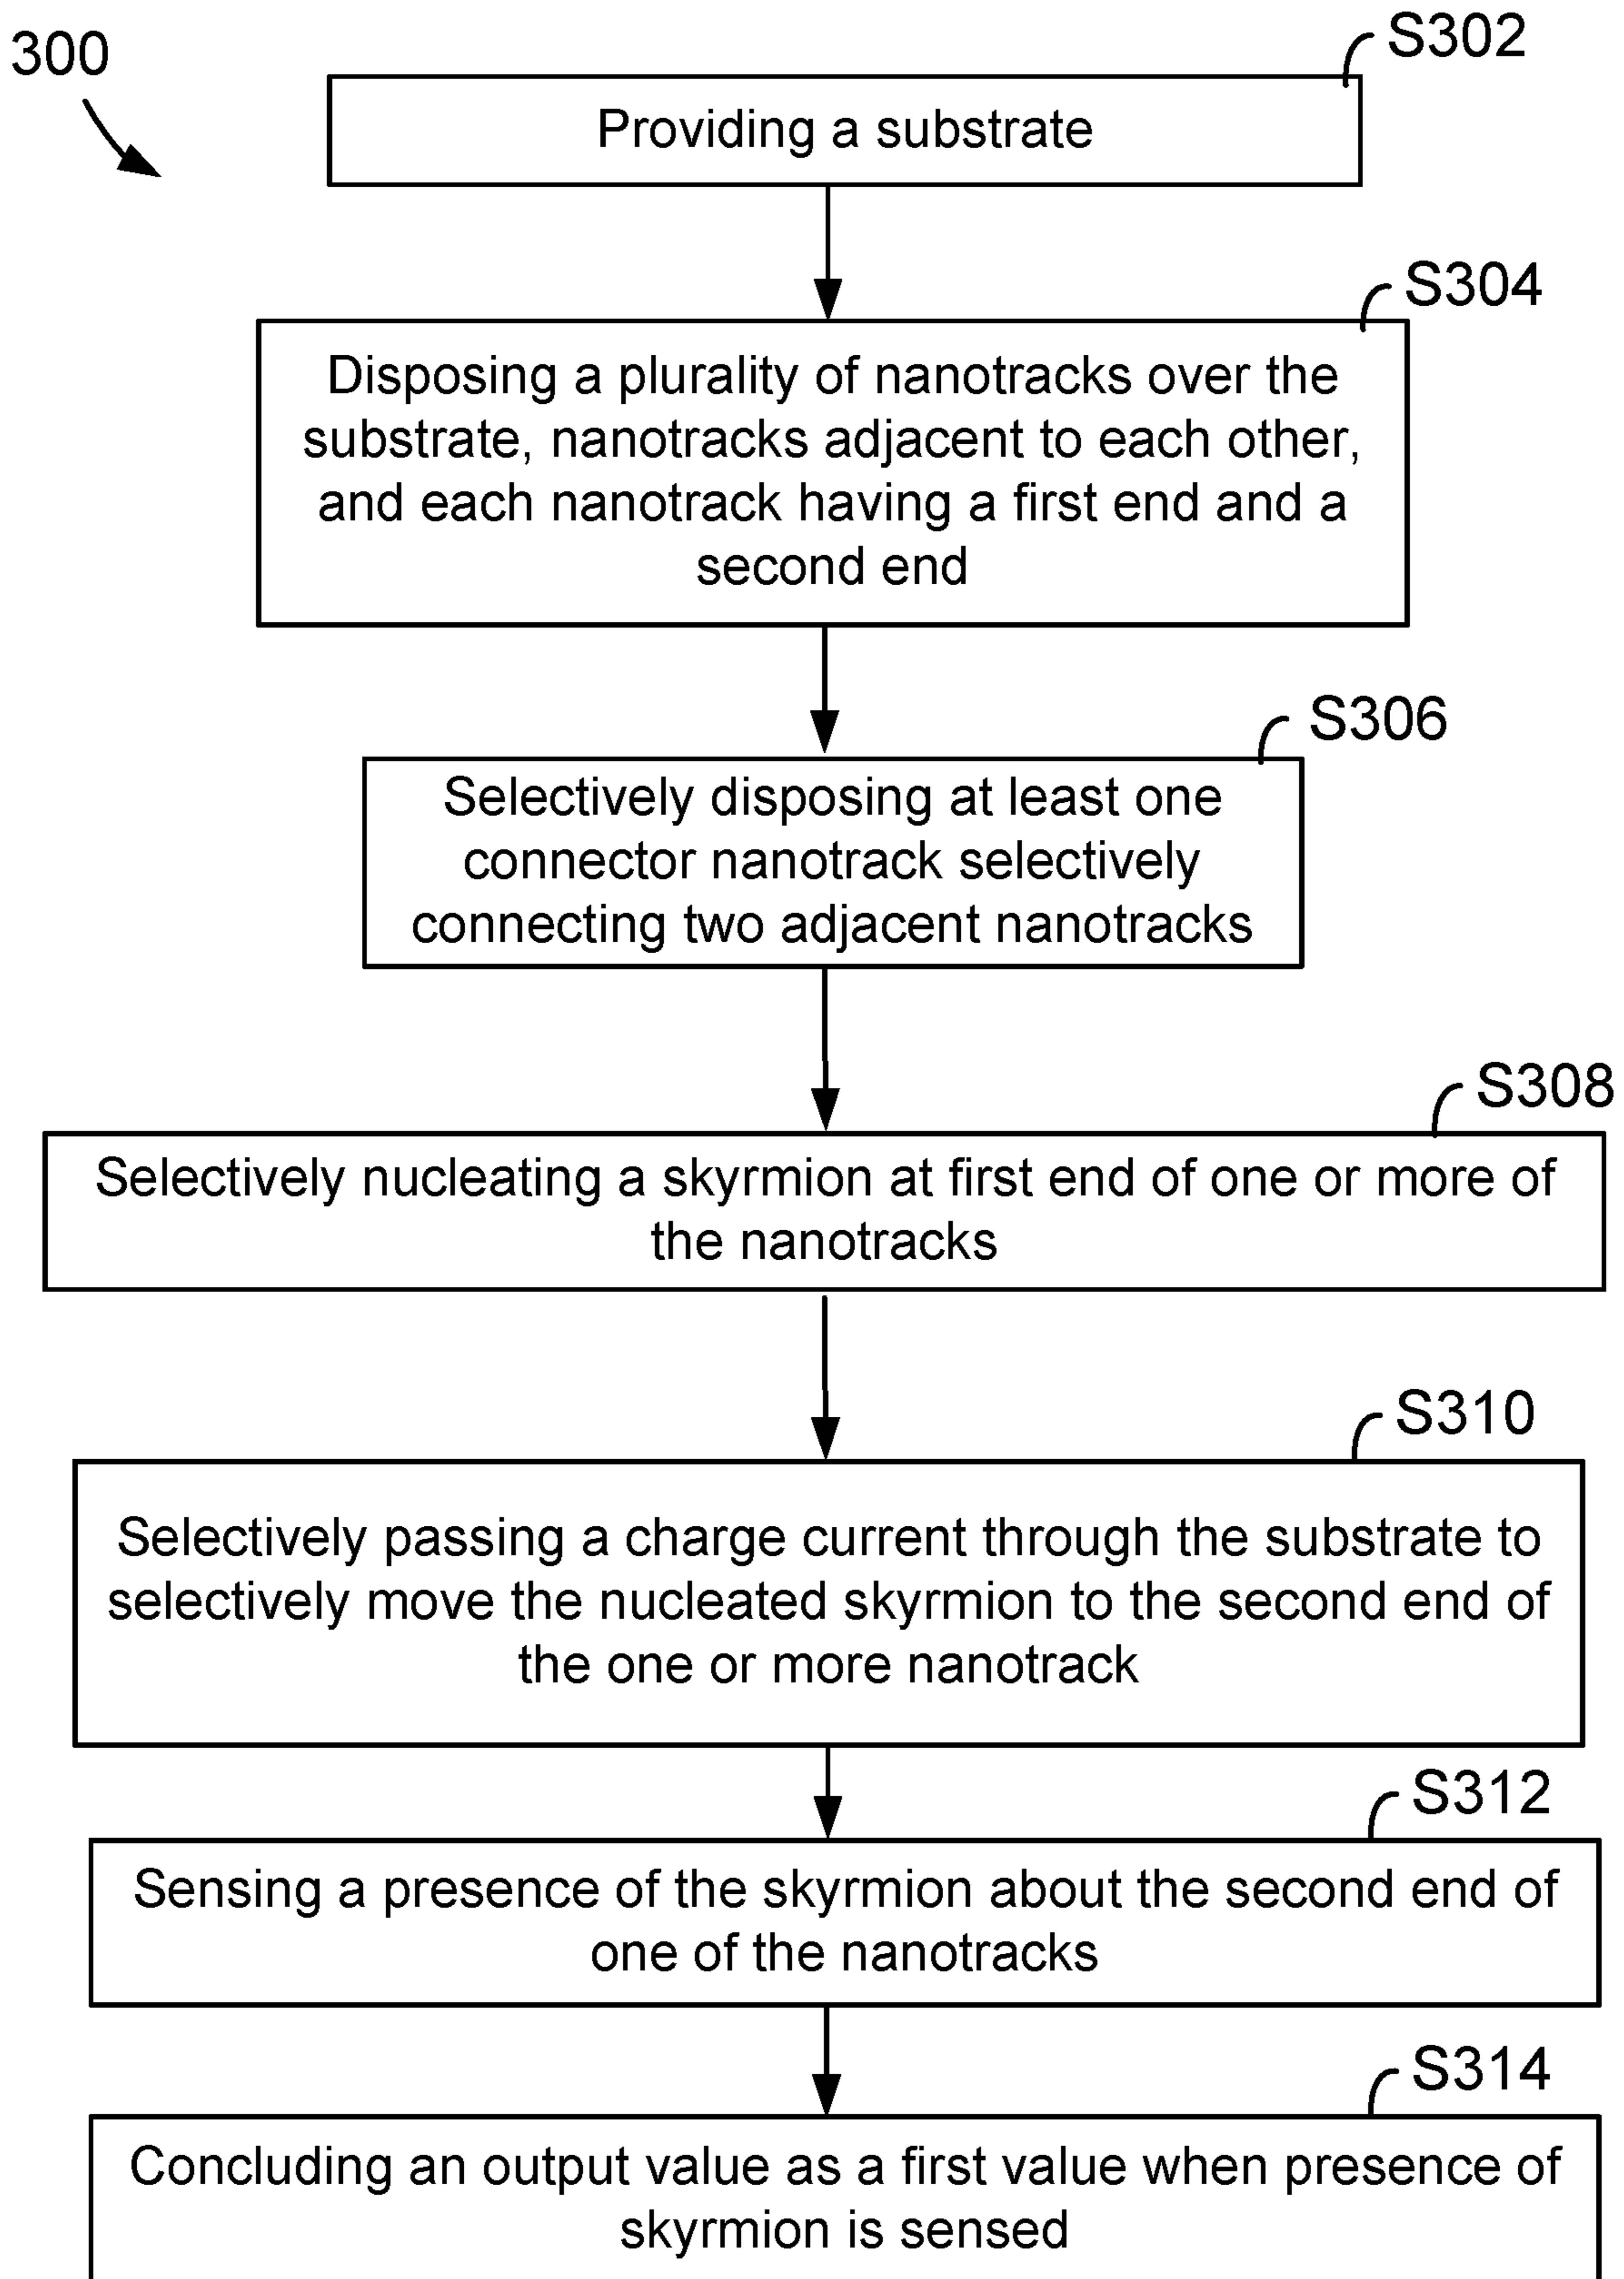 300
S302
Providing a substrate
S304
Disposing a plurality of nanotracks over the
substrate, nanotracks adjacent to each other,
and each nanotrack having a first end and a
second end
S306
Selectively disposing at least one
connector nanotrack selectively
connecting two adjacent nanotracks
S308
Selectively nucleating a skyrmion at first end of one or more of
the nanotracks
S310
Selectively passing a charge current through the substrate to
selectively move the nucleated skyrmion to the second end of
the one or more nanotrack
S312
Sensing a presence of the skyrmion about the second end of
one of the nanotracks
S314
Concluding an output value as a first value when presence of
skyrmion is sensed